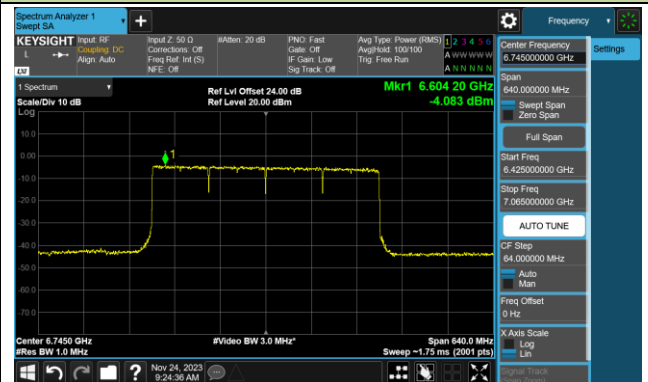 Spectrum Analyzer 1
Swept SA
Frequency
KEYSIGHT
Input: RF
Coupling: DC
Align: Auto
Input Z: 50 Ω
Corrections: Off
Freq Ref: Int (S)
NFE: Off
#Atten: 20 dB
PNO: Fast
Gate: Off
IF Gain: Low
Sig Track: Off
Avg Type: Power (RMS)
Avg|Hold: 100/100
Trig: Free Run
1 2 3 4 5 6
A W W W W W
A N N N N N
L
LXI
Center Frequency
6.745000000 GHz
Settings
Span
640.000000 MHz
Swept Span
Zero Span
Full Span
Start Freq
6.425000000 GHz
Stop Freq
7.065000000 GHz
AUTO TUNE
CF Step
64.000000 MHz
Auto
Man
Freq Offset
0 Hz
X Axis Scale
Log
Lin
Signal Track
1 Spectrum
Scale/Div 10 dB
Log
Ref Lvl Offset 24.00 dB
Ref Level 20.00 dBm
Mkr1 6.604 20 GHz
-4.083 dBm
10.0
0.00
-10.0
-20.0
-30.0
-40.0
-50.0
-60.0
-70.0
1
Center 6.7450 GHz
#Res BW 1.0 MHz
#Video BW 3.0 MHz*
Span 640.0 MHz
Sweep ~1.75 ms (2001 pts)
Nov 24, 2023
9:24:36 AM